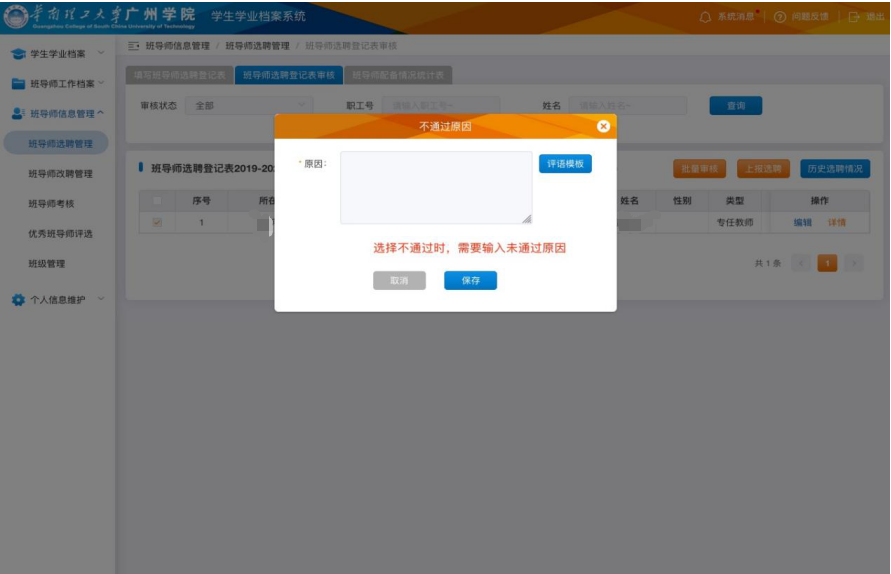 华南理工大学广州学院 学生学业档案系统
Guangzhou College of South China University of Technology
系统消息 问题反馈 退出
学生学业档案
班导师工作档案
班导师信息管理
班导师选聘管理
班导师改聘管理
班导师考核
优秀班导师评选
班级管理
个人信息维护
班导师信息管理 / 班导师选聘管理 / 班导师选聘登记表审核
填写班导师选聘登记表 班导师选聘登记表审核 班导师配备情况统计表
审核状态 全部 职工号 请输入职工号~ 姓名 请输入姓名~ 查询
不通过原因
*原因: 评语模板
选择不通过时，需要输入未通过原因
取消 保存
班导师选聘登记表2019-20 批量审核 上报选聘 历史选聘情况
序号 所在 姓名 性别 类型 操作
1 专任教师 编辑 详情
共 1 条 < 1 >